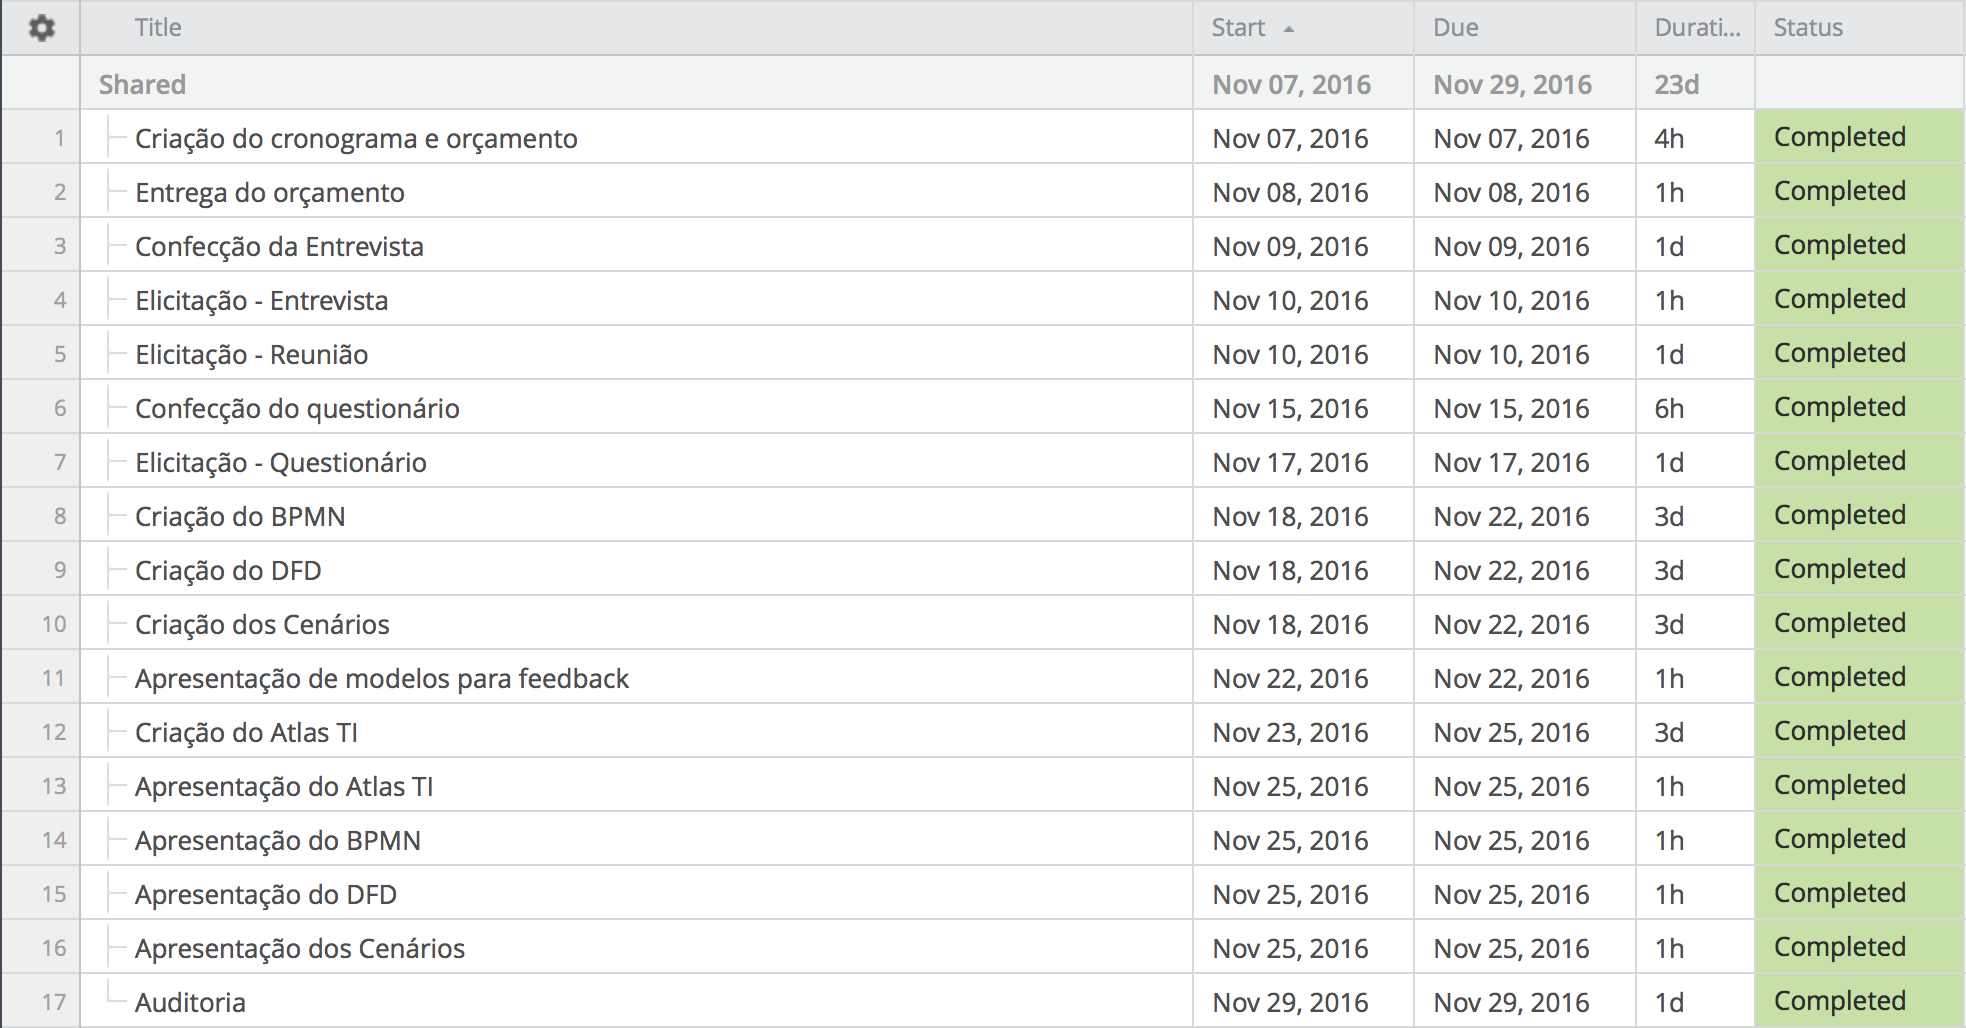 Title Start Due Durati... Status
Shared Nov 07, 2016 Nov 29, 2016 23d
1 Criação do cronograma e orçamento Nov 07, 2016 Nov 07, 2016 4h Completed
2 Entrega do orçamento Nov 08, 2016 Nov 08, 2016 1h Completed
3 Confecção da Entrevista Nov 09, 2016 Nov 09, 2016 1d Completed
4 Elicitação - Entrevista Nov 10, 2016 Nov 10, 2016 1h Completed
5 Elicitação - Reunião Nov 10, 2016 Nov 10, 2016 1d Completed
6 Confecção do questionário Nov 15, 2016 Nov 15, 2016 6h Completed
7 Elicitação - Questionário Nov 17, 2016 Nov 17, 2016 1d Completed
8 Criação do BPMN Nov 18, 2016 Nov 22, 2016 3d Completed
9 Criação do DFD Nov 18, 2016 Nov 22, 2016 3d Completed
10 Criação dos Cenários Nov 18, 2016 Nov 22, 2016 3d Completed
11 Apresentação de modelos para feedback Nov 22, 2016 Nov 22, 2016 1h Completed
12 Criação do Atlas TI Nov 23, 2016 Nov 25, 2016 3d Completed
13 Apresentação do Atlas TI Nov 25, 2016 Nov 25, 2016 1h Completed
14 Apresentação do BPMN Nov 25, 2016 Nov 25, 2016 1h Completed
15 Apresentação do DFD Nov 25, 2016 Nov 25, 2016 1h Completed
16 Apresentação dos Cenários Nov 25, 2016 Nov 25, 2016 1h Completed
17 Auditoria Nov 29, 2016 Nov 29, 2016 1d Completed